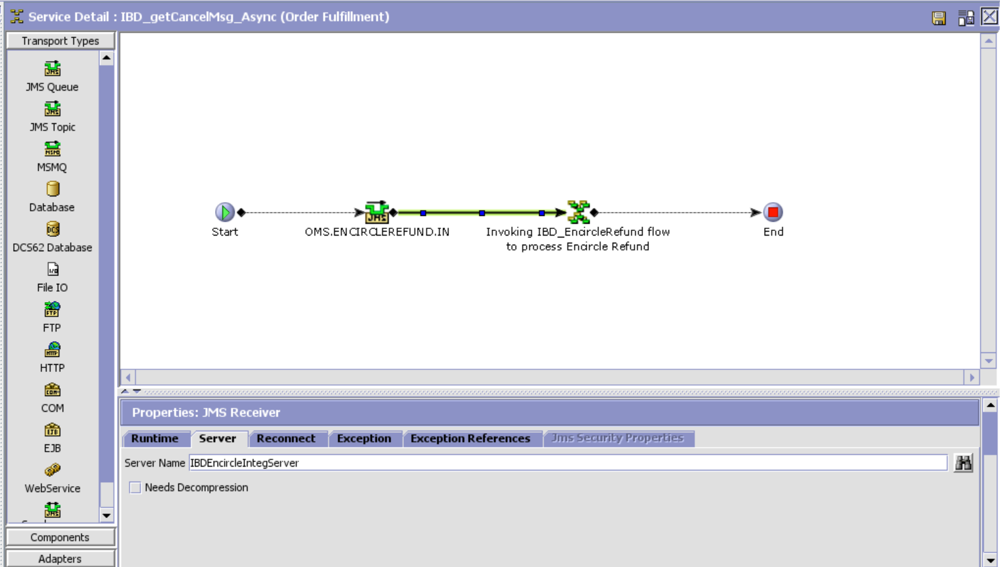 Service Detail : IBD_getCancelMsg_Async (Order Fulfillment)
Transport Types
JMS Queue
JMS Topic
MSMQ
Database
DCS62 Database
File IO
FTP
HTTP
COM
EJB
WebService
Components
Adapters
Start
OMS.ENCIRCLEREFUND.IN
Invoking IBD_EncircleRefund flow
to process Encircle Refund
End
Properties: JMS Receiver
Runtime Server Reconnect Exception Exception References Jms Security Properties
Server Name IBDEncircleIntegServer
Needs Decompression